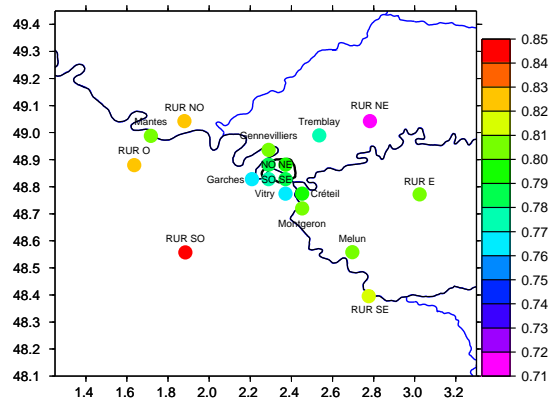 49.4
49.3
49.2
49.1
49.0
48.9
48.8
48.7
48.6
48.5
48.4
48.3
48.2
48.1
1.4 1.6 1.8 2.0 2.2 2.4 2.6 2.8 3.0 3.2
RUR NO
Mantes
RUR O
RUR NE
Tremblay
Gennevilliers
NO NE
SO SE
Garches
Vitry
Créteil
RUR E
Montgeron
RUR SO
Melun
RUR SE
0.85
0.84
0.83
0.82
0.81
0.80
0.79
0.78
0.77
0.76
0.75
0.74
0.73
0.72
0.71